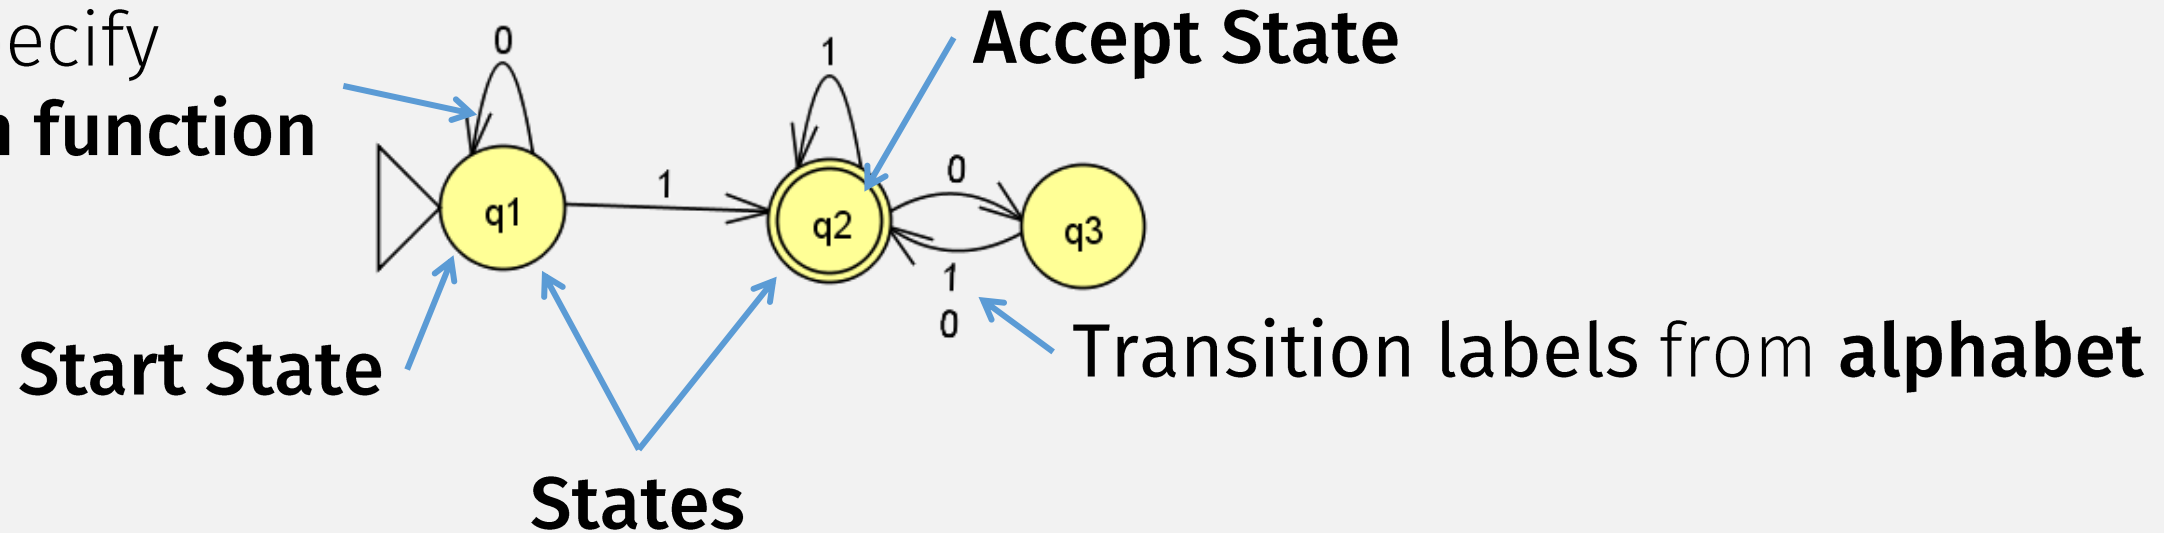 ecify
n function
0
1
Accept State
1
0
q1
q2
q3
1
0
Start State
Transition labels from alphabet
States